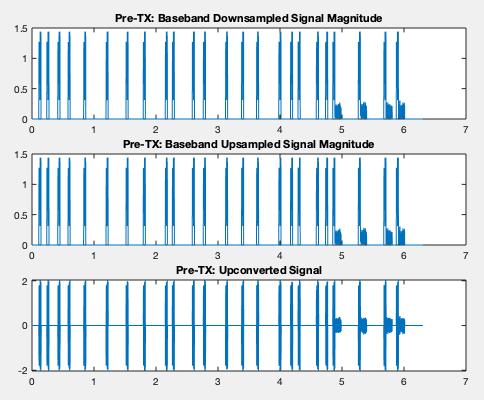 Pre-TX: Baseband Downsampled Signal Magnitude
1.5
1
0.5
0
0 1 2 3 4 5 6 7
Pre-TX: Baseband Upsampled Signal Magnitude
1.5
1
0.5
0
0 1 2 3 4 5 6 7
Pre-TX: Upconverted Signal
2
0
-2
0 1 2 3 4 5 6 7